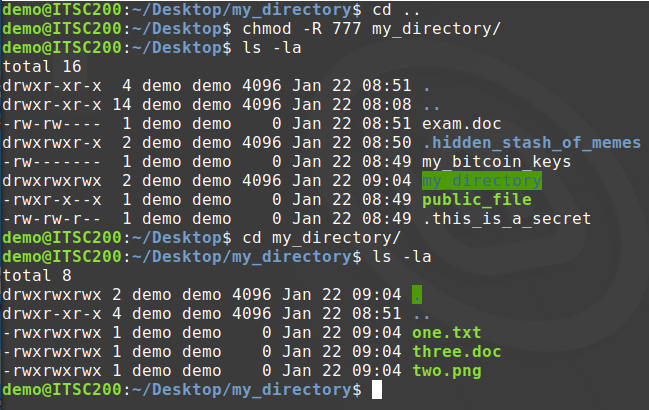 demo@ITSC200:~/Desktop/my_directory$ cd ..
demo@ITSC200:~/Desktop$ chmod -R 777 my_directory/
demo@ITSC200:~/Desktop$ ls -la
total 16
drwxr-xr-x  4 demo demo 4096 Jan 22 08:51 .
drwxr-xr-x 14 demo demo 4096 Jan 22 08:08 ..
-rw-rw----  1 demo demo    0 Jan 22 08:51 exam.doc
drwxrwxr-x  2 demo demo 4096 Jan 22 08:50 .hidden_stash_of_memes
-rw-------  1 demo demo    0 Jan 22 08:49 my_bitcoin_keys
drwxrwxrwx  2 demo demo 4096 Jan 22 09:04 my_directory
-rwxr-x--x  1 demo demo    0 Jan 22 08:49 public_file
-rw-rw-r--  1 demo demo    0 Jan 22 08:49 .this_is_a_secret
demo@ITSC200:~/Desktop$ cd my_directory/
demo@ITSC200:~/Desktop/my_directory$ ls -la
total 8
drwxrwxrwx 2 demo demo 4096 Jan 22 09:04 .
drwxr-xr-x 4 demo demo 4096 Jan 22 08:51 ..
-rwxrwxrwx 1 demo demo    0 Jan 22 09:04 one.txt
-rwxrwxrwx 1 demo demo    0 Jan 22 09:04 three.doc
-rwxrwxrwx 1 demo demo    0 Jan 22 09:04 two.png
demo@ITSC200:~/Desktop/my_directory$